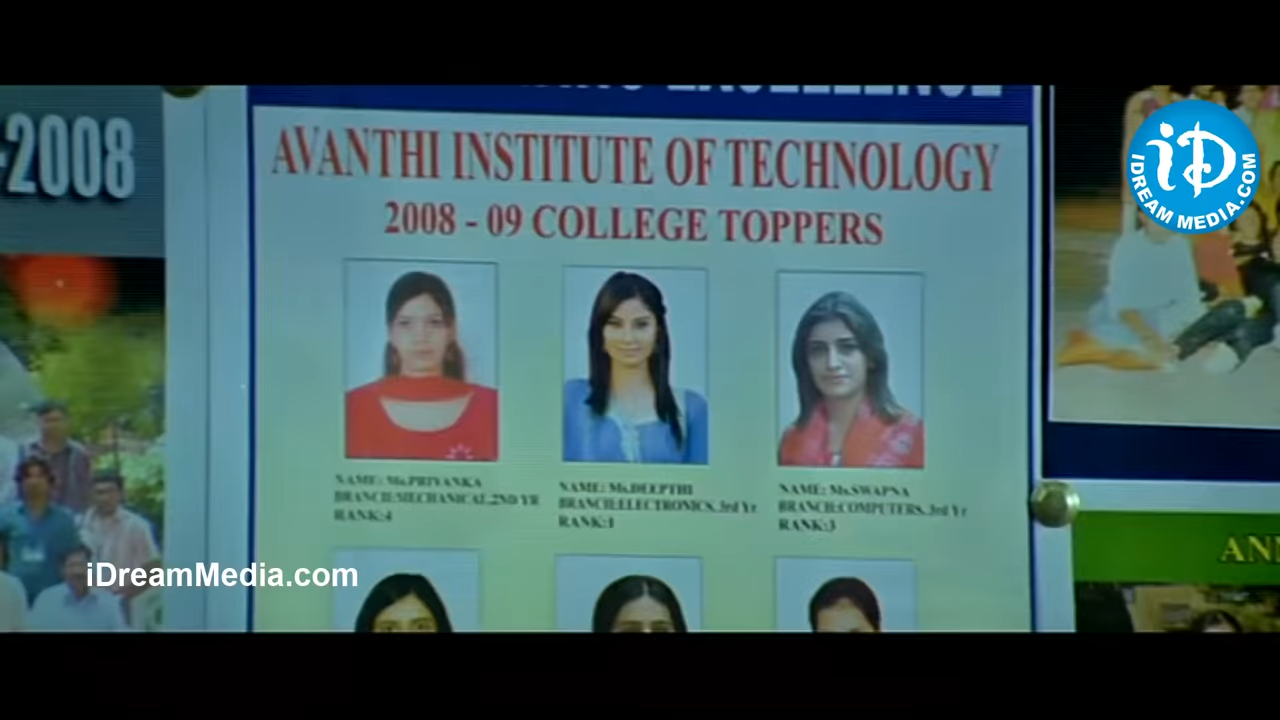 EXCELLENCE
-2008
AVANTHI INSTITUTE OF TECHNOLOGY
2008 - 09 COLLEGE TOPPERS
iD
IDREAM MEDIA.COM
NAME: Ms.PRIYANKA
BRANCH:MECHANICAL.2ND YR
RANK:4
NAME: Ms.DEEPTHI
BRANCH:ELECTRONICS.3rd Yr
RANK:1
NAME: Ms.SWAPNA
BRANCH:COMPUTERS.3rd Yr
RANK:3
iDreamMedia.com